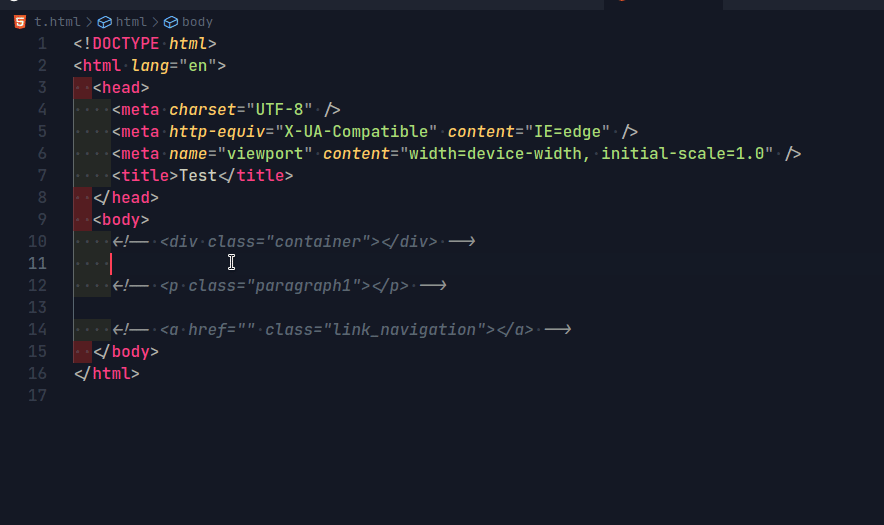 t.html > html > body
1 <!DOCTYPE html>
2 <html lang="en">
3 <head>
4 <meta charset="UTF-8" />
5 <meta http-equiv="X-UA-Compatible" content="IE=edge" />
6 <meta name="viewport" content="width=device-width, initial-scale=1.0" />
7 <title>Test</title>
8 </head>
9 <body>
10 <!-- <div class="container"></div> -->
11
12 <!-- <p class="paragraph1"></p> -->
13
14 <!-- <a href="" class="link_navigation"></a> -->
15 </body>
16 </html>
17